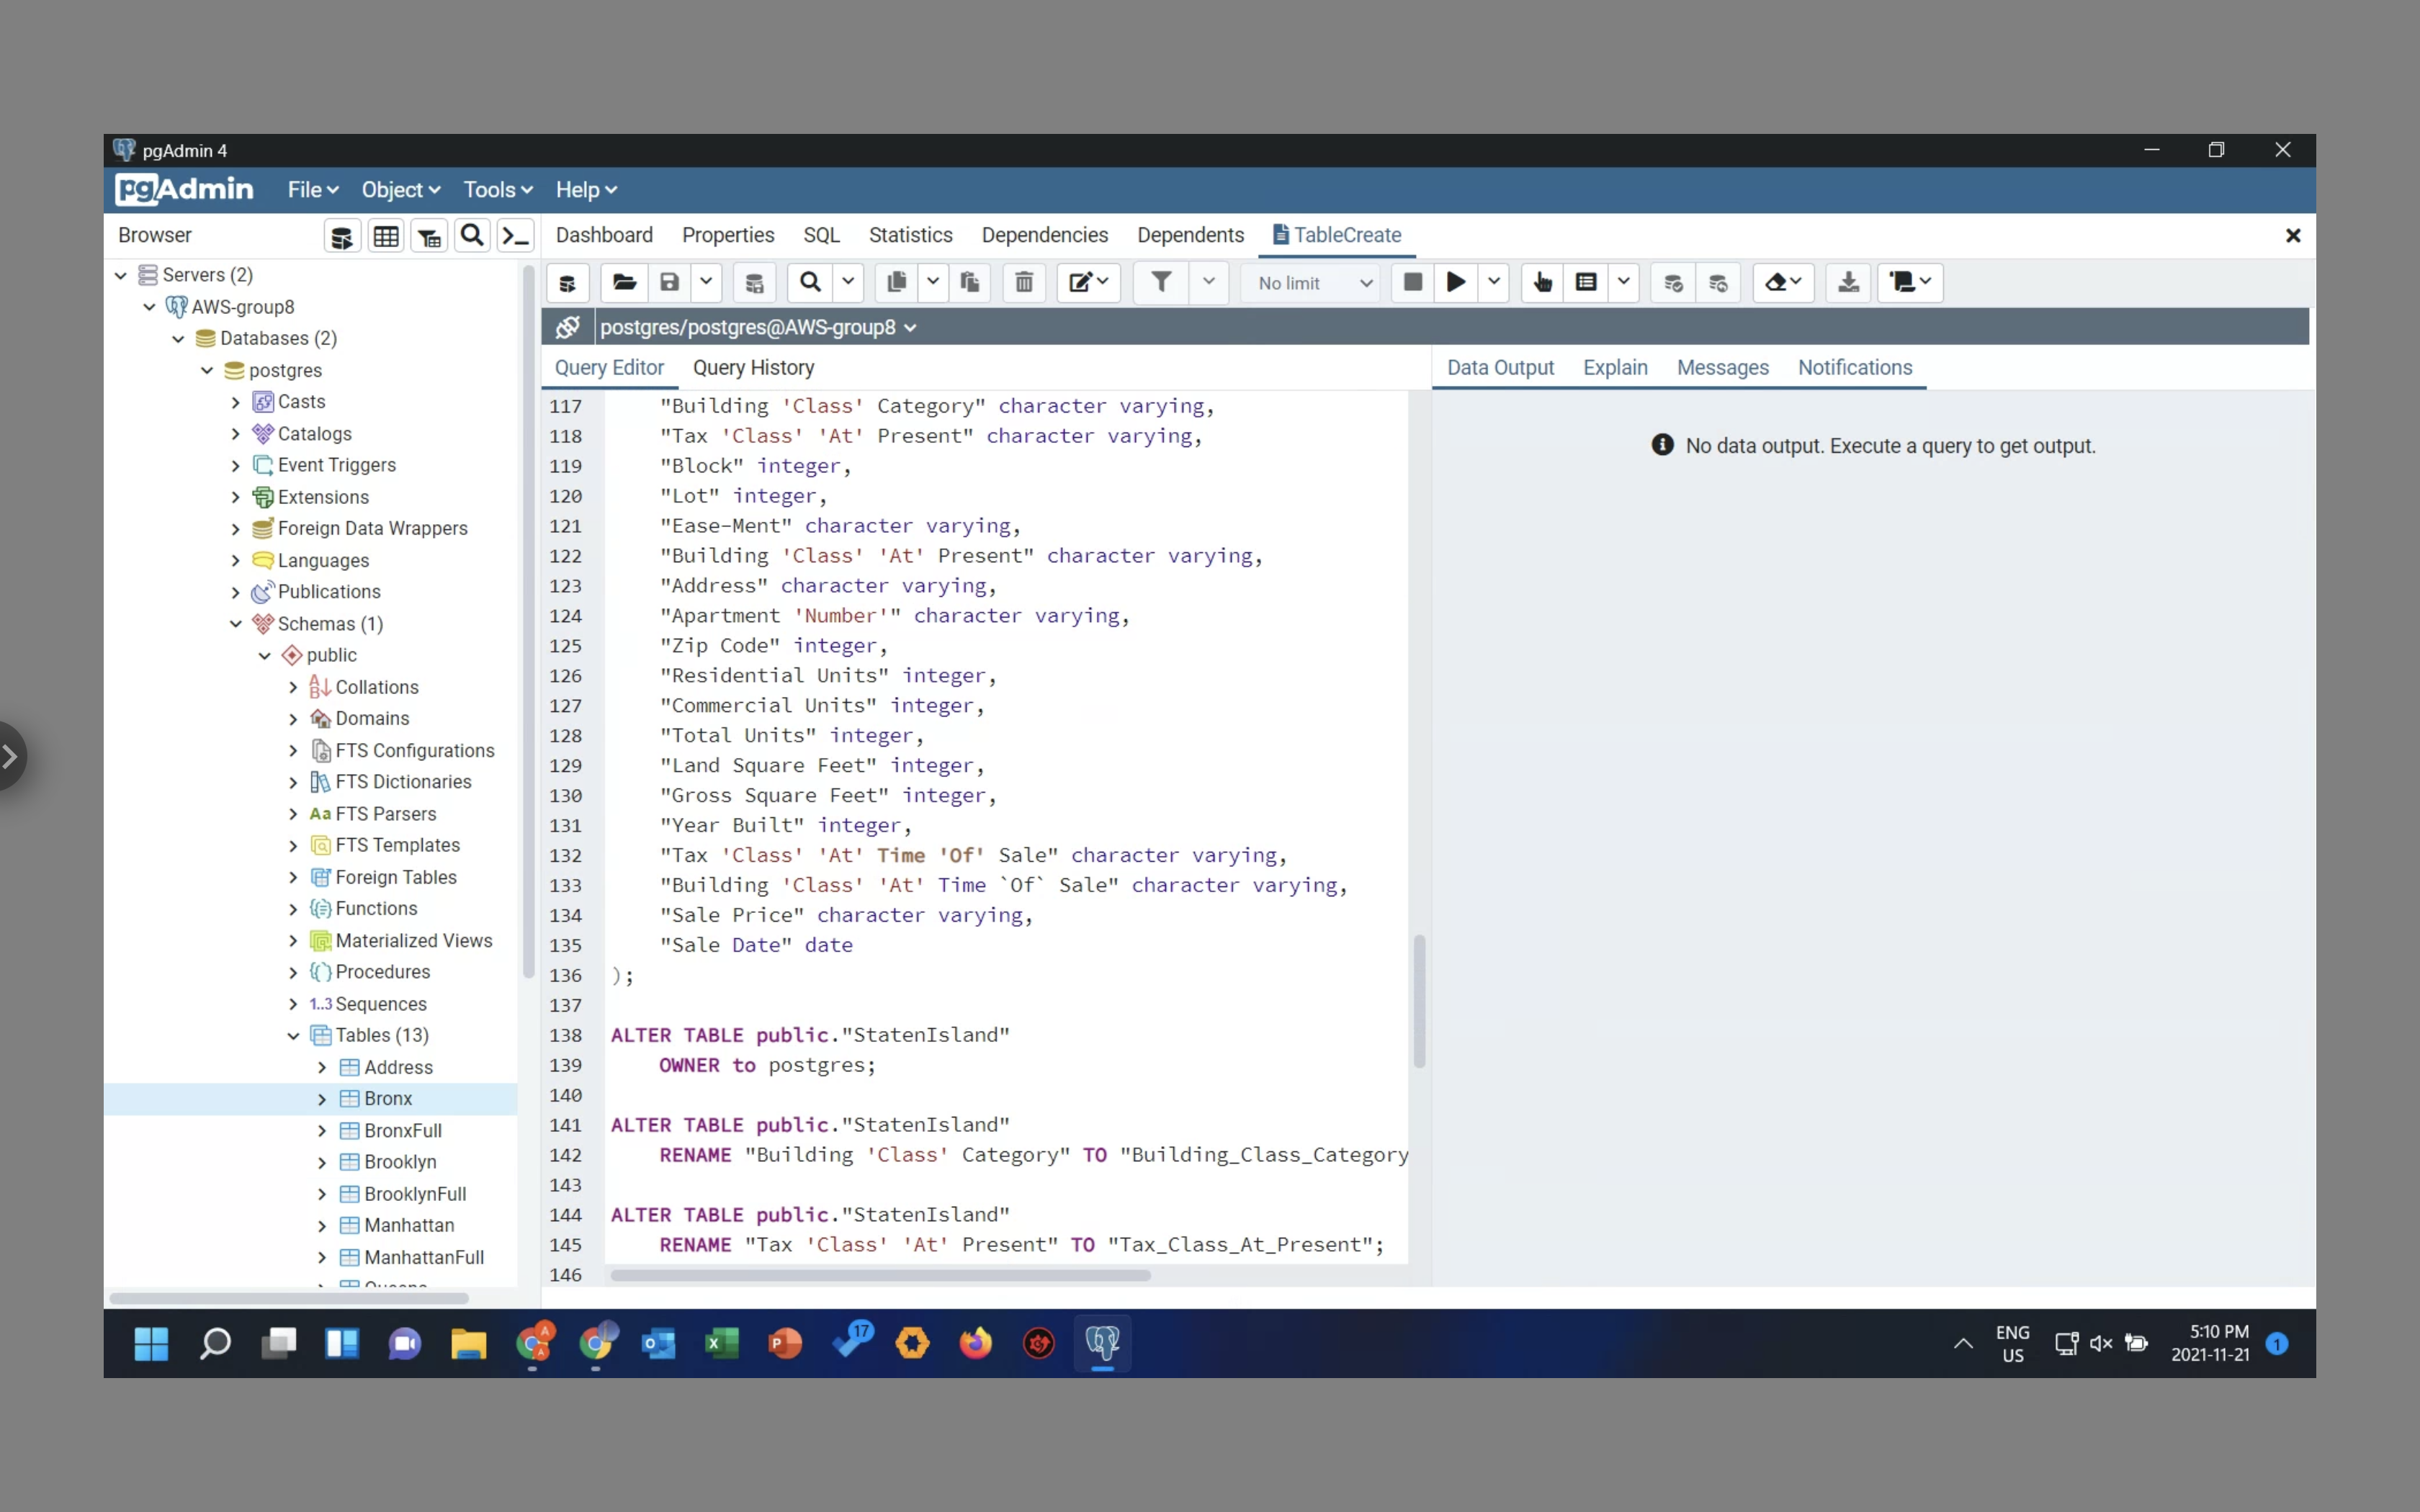 pgAdmin 4
pgAdmin File Object Tools Help
Browser
Dashboard Properties SQL Statistics Dependencies Dependents TableCreate
No limit
postgres/postgres@AWS-group8
Query Editor Query History
Data Output Explain Messages Notifications
No data output. Execute a query to get output.
Servers (2)
AWS-group8
Databases (2)
postgres
Casts
Catalogs
Event Triggers
Extensions
Foreign Data Wrappers
Languages
Publications
Schemas (1)
public
Collations
Domains
FTS Configurations
FTS Dictionaries
Aa FTS Parsers
FTS Templates
Foreign Tables
Functions
Materialized Views
Procedures
1..3 Sequences
Tables (13)
Address
Bronx
BronxFull
Brooklyn
BrooklynFull
Manhattan
ManhattanFull
117 "Building 'Class' Category" character varying,
118 "Tax 'Class' 'At' Present" character varying,
119 "Block" integer,
120 "Lot" integer,
121 "Ease-Ment" character varying,
122 "Building 'Class' 'At' Present" character varying,
123 "Address" character varying,
124 "Apartment 'Number'" character varying,
125 "Zip Code" integer,
126 "Residential Units" integer,
127 "Commercial Units" integer,
128 "Total Units" integer,
129 "Land Square Feet" integer,
130 "Gross Square Feet" integer,
131 "Year Built" integer,
132 "Tax 'Class' 'At' Time 'Of' Sale" character varying,
133 "Building 'Class' 'At' Time `Of` Sale" character varying,
134 "Sale Price" character varying,
135 "Sale Date" date
136 );
137
138 ALTER TABLE public."StatenIsland"
139 OWNER to postgres;
140
141 ALTER TABLE public."StatenIsland"
142 RENAME "Building 'Class' Category" TO "Building_Class_Category
143
144 ALTER TABLE public."StatenIsland"
145 RENAME "Tax 'Class' 'At' Present" TO "Tax_Class_At_Present";
146
17
ENG
US
5:10 PM
2021-11-21
1